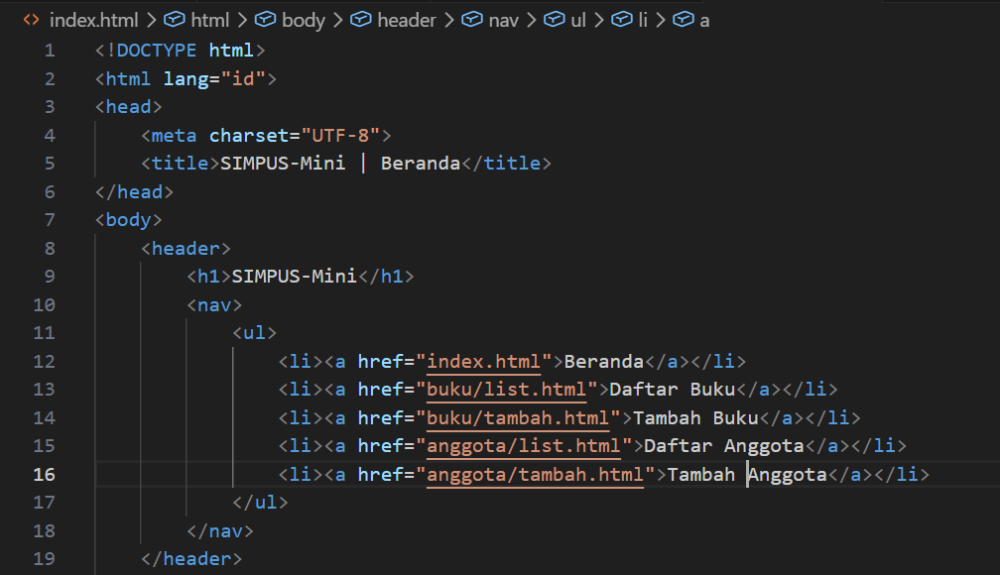 index.html > html > body > header > nav > ul > li > a
1 <!DOCTYPE html>
2 <html lang="id">
3 <head>
4 <meta charset="UTF-8">
5 <title>SIMPUS-Mini | Beranda</title>
6 </head>
7 <body>
8 <header>
9 <h1>SIMPUS-Mini</h1>
10 <nav>
11 <ul>
12 <li><a href="index.html">Beranda</a></li>
13 <li><a href="buku/list.html">Daftar Buku</a></li>
14 <li><a href="buku/tambah.html">Tambah Buku</a></li>
15 <li><a href="anggota/list.html">Daftar Anggota</a></li>
16 <li><a href="anggota/tambah.html">Tambah Anggota</a></li>
17 </ul>
18 </nav>
19 </header>